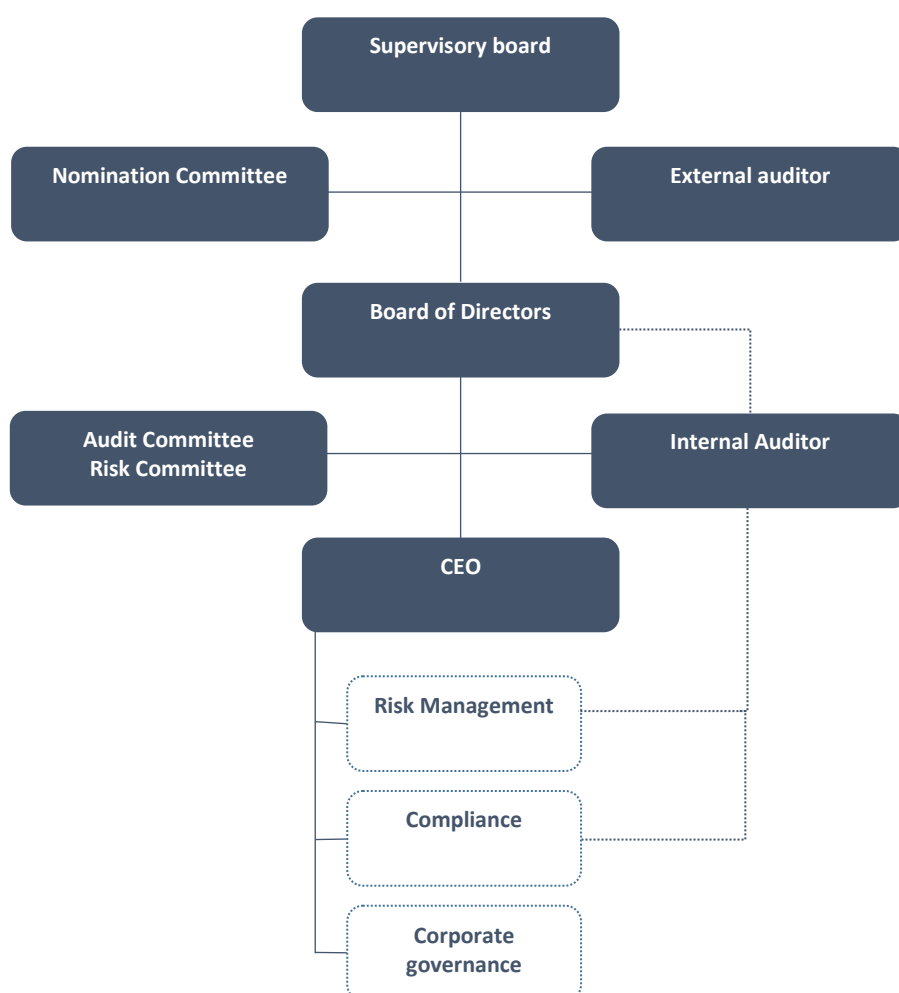 Supervisory board
Nomination Committee
External auditor
Board of Directors
Audit Committee
Risk Committee
Internal Auditor
CEO
Risk Management
Compliance
Corporate
governance